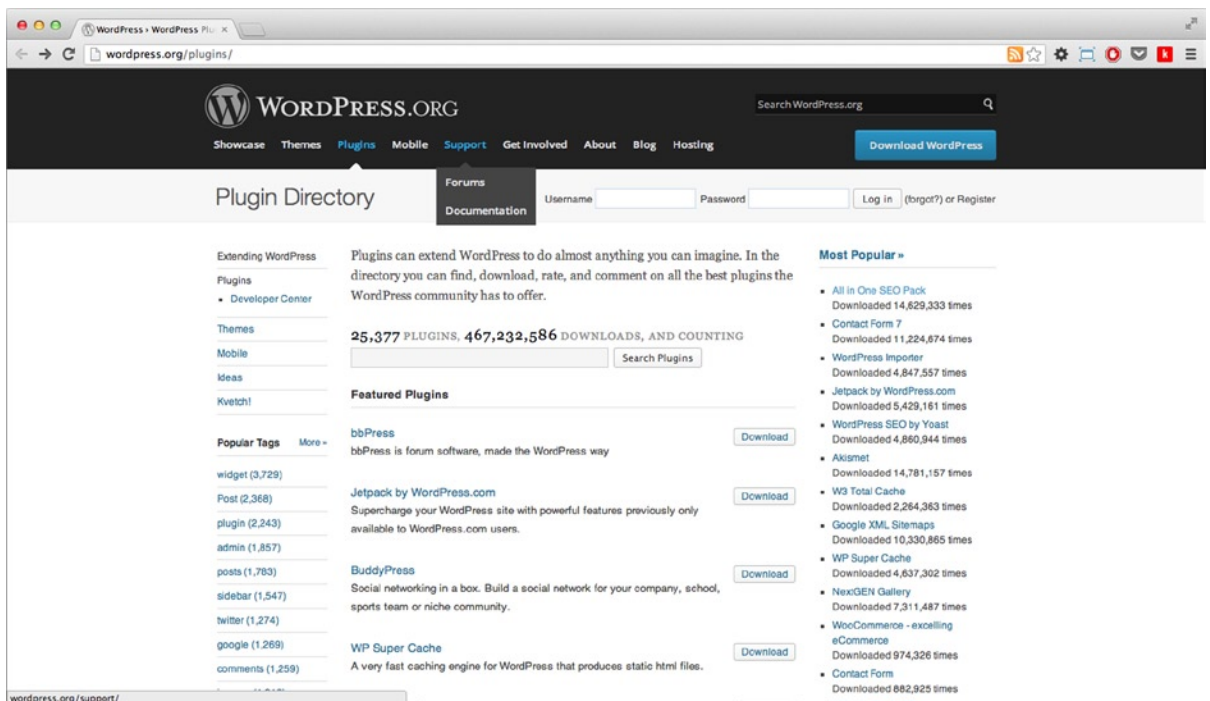 WordPress › WordPress Plu
wordpress.org/plugins/
WORDPRESS.ORG
Search WordPress.org
Showcase Themes Plugins Mobile Support Get Involved About Blog Hosting
Download WordPress
Forums
Documentation
Plugin Directory
Username
Password
Log in (forgot?) or Register
Extending WordPress
Plugins
Developer Center
Themes
Mobile
Ideas
Kvetch!
Popular Tags More »
widget (3,729)
Post (2,368)
plugin (2,243)
admin (1,857)
posts (1,783)
sidebar (1,547)
twitter (1,274)
google (1,269)
comments (1,259)
Plugins can extend WordPress to do almost anything you can imagine. In the
directory you can find, download, rate, and comment on all the best plugins the
WordPress community has to offer.
25,377 PLUGINS, 467,232,586 DOWNLOADS, AND COUNTING
Search Plugins
Featured Plugins
bbPress
Download
bbPress is forum software, made the WordPress way
Jetpack by WordPress.com
Download
Supercharge your WordPress site with powerful features previously only
available to WordPress.com users.
BuddyPress
Download
Social networking in a box. Build a social network for your company, school,
sports team or niche community.
WP Super Cache
Download
A very fast caching engine for WordPress that produces static html files.
Most Popular »
All in One SEO Pack
Downloaded 14,629,333 times
Contact Form 7
Downloaded 11,224,674 times
WordPress Importer
Downloaded 4,847,557 times
Jetpack by WordPress.com
Downloaded 5,429,161 times
WordPress SEO by Yoast
Downloaded 4,860,944 times
Akismet
Downloaded 14,781,157 times
W3 Total Cache
Downloaded 2,264,363 times
Google XML Sitemaps
Downloaded 10,330,865 times
WP Super Cache
Downloaded 4,637,302 times
NextGEN Gallery
Downloaded 7,311,487 times
WooCommerce - excelling
eCommerce
Downloaded 974,326 times
Contact Form
Downloaded 882,925 times
wordpress.org/support/